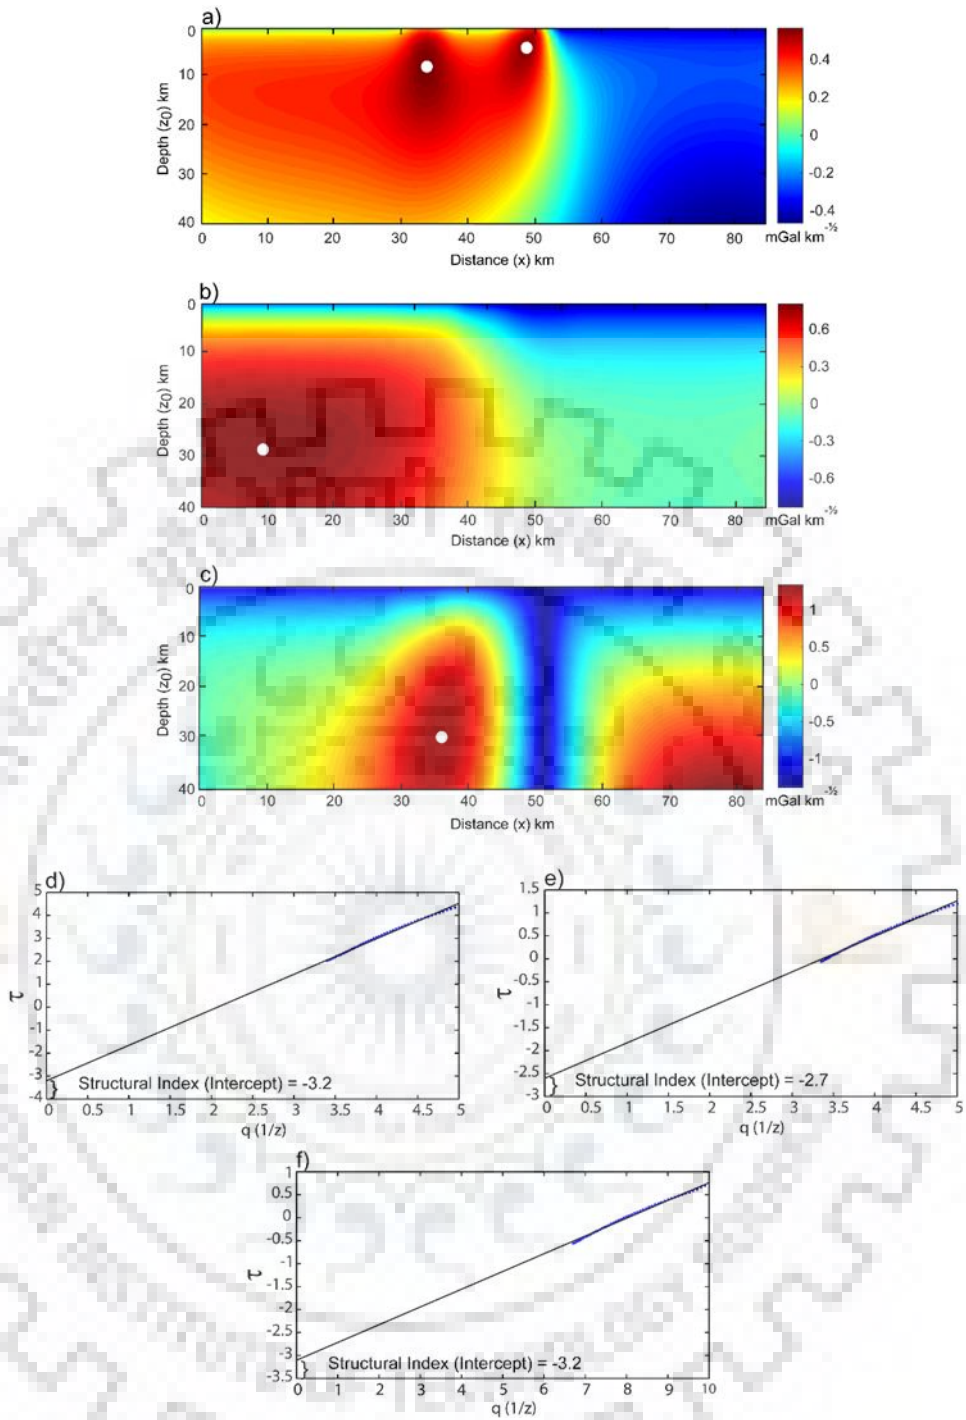 a)
0
10
20
30
40
Depth (z0) km
0 10 20 30 40 50 60 70 80
Distance (x) km
0.4
0.2
0
-0.2
-0.4
mGal km-½
b)
0
10
20
30
40
Depth (z0) km
0 10 20 30 40 50 60 70 80
Distance (x) km
0.6
0.3
0
-0.3
-0.6
mGal km-½
c)
0
10
20
30
40
Depth (z0) km
0 10 20 30 40 50 60 70 80
Distance (x) km
1
0.5
0
-0.5
-1
mGal km-½
d)
5
4
3
2
1
0
-1
-2
-3
-4
τ
Structural Index (Intercept) = -3.2
0 0.5 1 1.5 2 2.5 3 3.5 4 4.5 5
q (1/z)
e)
1.5
1
0.5
0
-0.5
-1
-1.5
-2
-2.5
-3
τ
Structural Index (Intercept) = -2.7
0 0.5 1 1.5 2 2.5 3 3.5 4 4.5 5
q (1/z)
f)
1
0.5
0
-0.5
-1
-1.5
-2
-2.5
-3
-3.5
τ
Structural Index (Intercept) = -3.2
0 1 2 3 4 5 6 7 8 9 10
q (1/z)